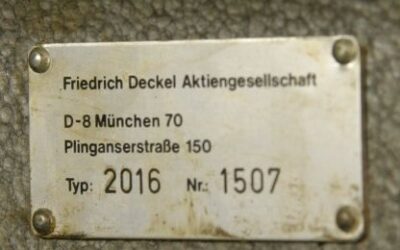 Friedrich Deckel Aktiengesellschaft
D-8 München 70
Plinganserstraße 150
Typ: 2016 Nr.: 1507